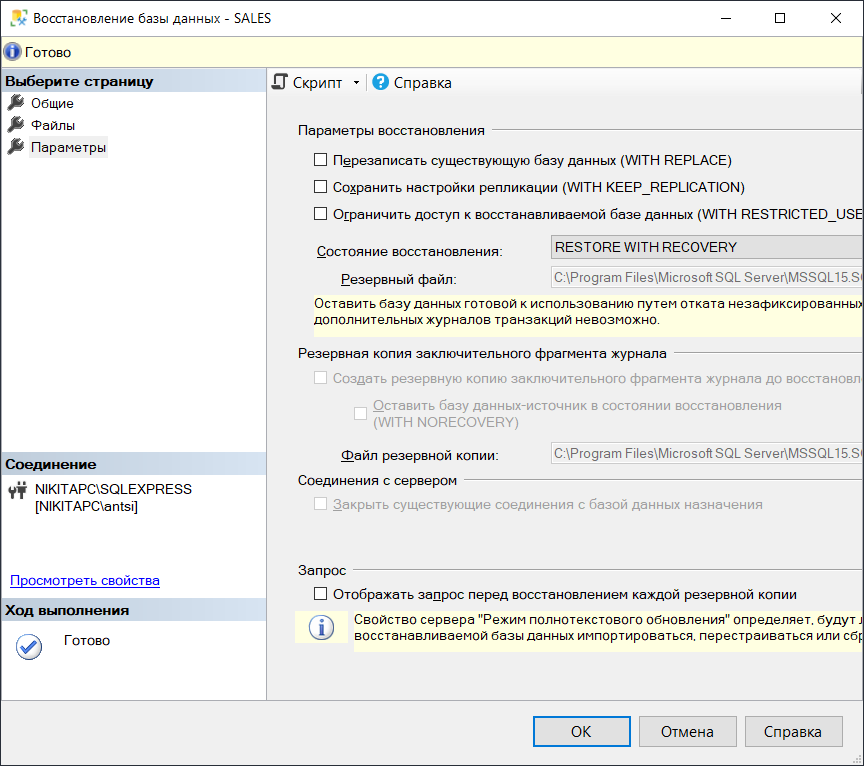 Восстановление базы данных - SALES
Готово
Выберите страницу
Общие
Файлы
Параметры
Скрипт
Справка
Параметры восстановления
Перезаписать существующую базу данных (WITH REPLACE)
Сохранить настройки репликации (WITH KEEP_REPLICATION)
Ограничить доступ к восстанавливаемой базе данных (WITH RESTRICTED_USE
Состояние восстановления:
RESTORE WITH RECOVERY
Резервный файл:
C:\Program Files\Microsoft SQL Server\MSSQL15.SQ
Оставить базу данных готовой к использованию путем отката незафиксированных
дополнительных журналов транзакций невозможно.
Резервная копия заключительного фрагмента журнала
Создать резервную копию заключительного фрагмента журнала до восстановл
Оставить базу данных-источник в состоянии восстановления
(WITH NORECOVERY)
Файл резервной копии:
C:\Program Files\Microsoft SQL Server\MSSQL15.SQ
Соединения с сервером
Закрыть существующие соединения с базой данных назначения
Запрос
Отображать запрос перед восстановлением каждой резервной копии
Свойство сервера "Режим полнотекстового обновления" определяет, будут л
восстанавливаемой базы данных импортироваться, перестраиваться или сбр
Соединение
NIKITAPC\SQLEXPRESS
[NIKITAPC\antsi]
Просмотреть свойства
Ход выполнения
Готово
OK
Отмена
Справка